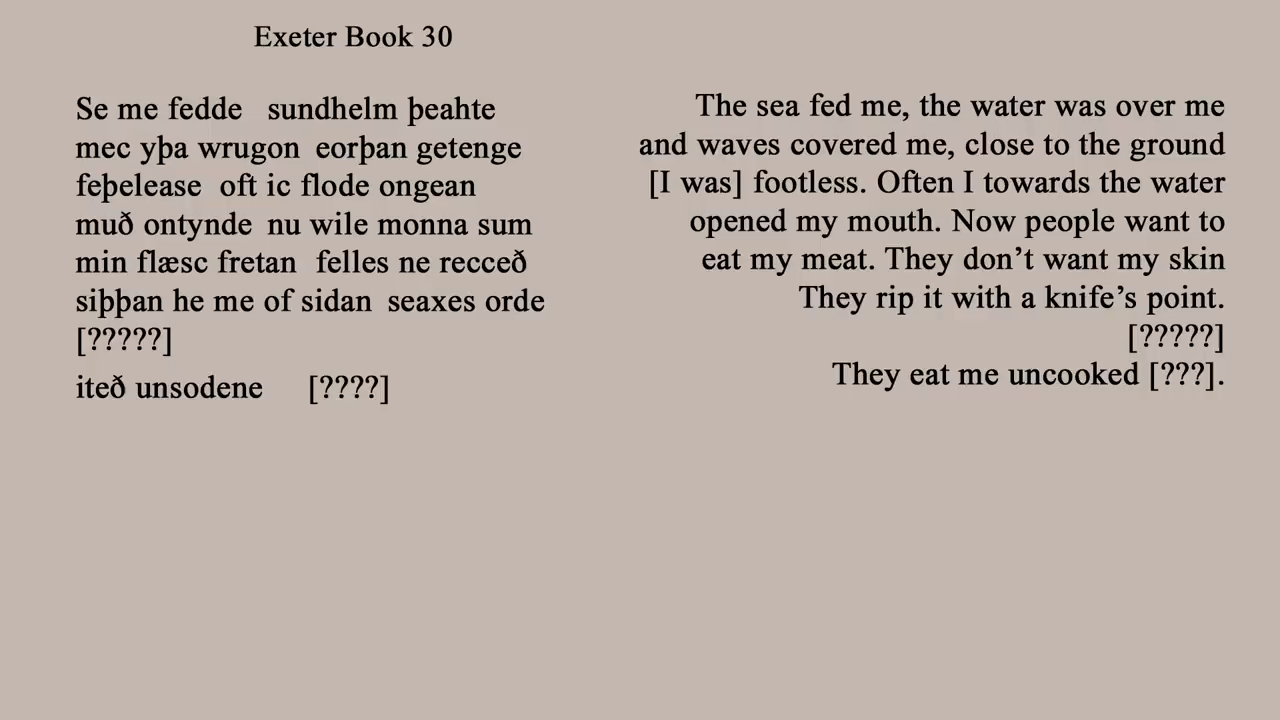 Exeter Book 30
Se me fedde sundhelm þeahte
mec yþa wrugon eorþan getenge
feþelease oft ic flode ongean
muð ontynde nu wile monna sum
min flæsc fretan felles ne recceð
siþþan he me of sidan seaxes orde
[?????]
iteð unsodene [????]
The sea fed me, the water was over me
and waves covered me, close to the ground
[I was] footless. Often I towards the water
opened my mouth. Now people want to
eat my meat. They don’t want my skin
They rip it with a knife’s point.
[?????]
They eat me uncooked [???].